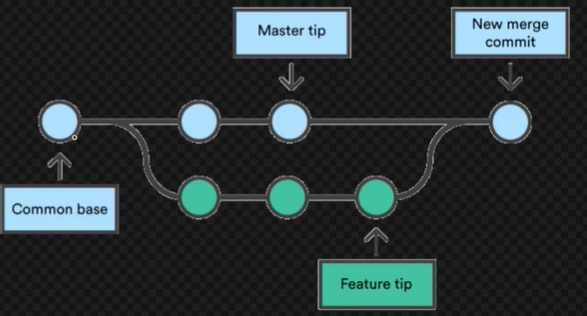 Master tip
New merge
commit
Common base
Feature tip